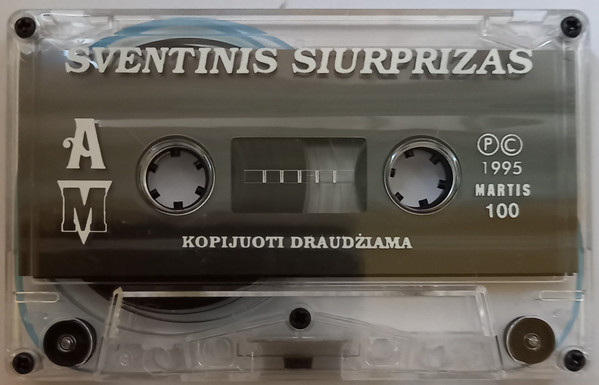 SVENTINIS SIURPRIZAS
A
M
Ⓟ©
1995
MARTIS
100
KOPIJUOTI DRAUDŽIAMA